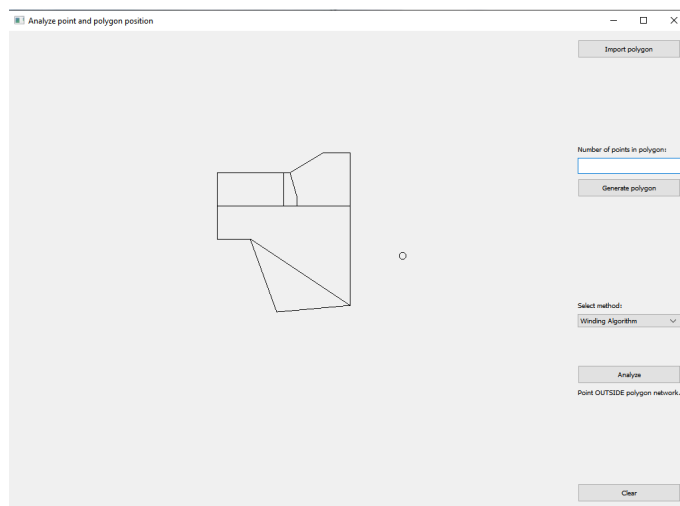 Analyze point and polygon position
Import polygon
Number of points in polygon:
Generate polygon
Select method:
Winding Algorithm
Analyze
Point OUTSIDE polygon network.
Clear